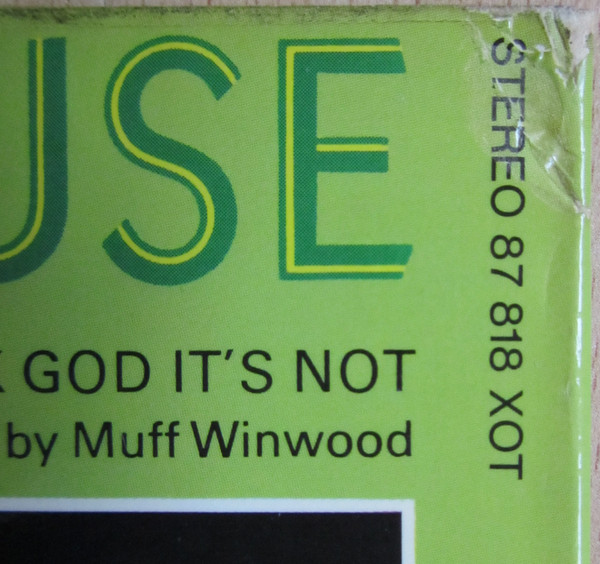 USE
GOD IT'S NOT
by Muff Winwood
STEREO 87 818 XOT